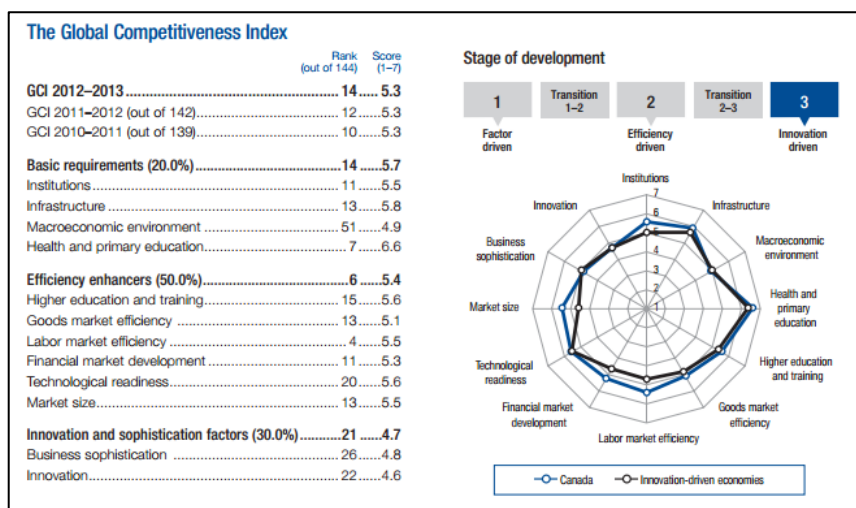 The Global Competitiveness Index
Rank Score
(out of 144) (1–7)
GCI 2012–2013 14 5.3
GCI 2011–2012 (out of 142) 12 5.3
GCI 2010–2011 (out of 139) 10 5.3
Basic requirements (20.0%) 14 5.7
Institutions 11 5.5
Infrastructure 13 5.8
Macroeconomic environment 51 4.9
Health and primary education 7 6.6
Efficiency enhancers (50.0%) 6 5.4
Higher education and training 15 5.6
Goods market efficiency 13 5.1
Labor market efficiency 4 5.5
Financial market development 11 5.3
Technological readiness 20 5.6
Market size 13 5.5
Innovation and sophistication factors (30.0%) 21 4.7
Business sophistication 26 4.8
Innovation 22 4.6
Stage of development
1
Transition
1–2
2
Transition
2–3
3
Factor
driven
Efficiency
driven
Innovation
driven
Institutions
Infrastructure
Macroeconomic
environment
Health and
primary
education
Higher education
and training
Goods market
efficiency
Labor market efficiency
Financial market
development
Technological
readiness
Market size
Business
sophistication
Innovation
7
6
5
4
3
2
1
Canada
Innovation-driven economies